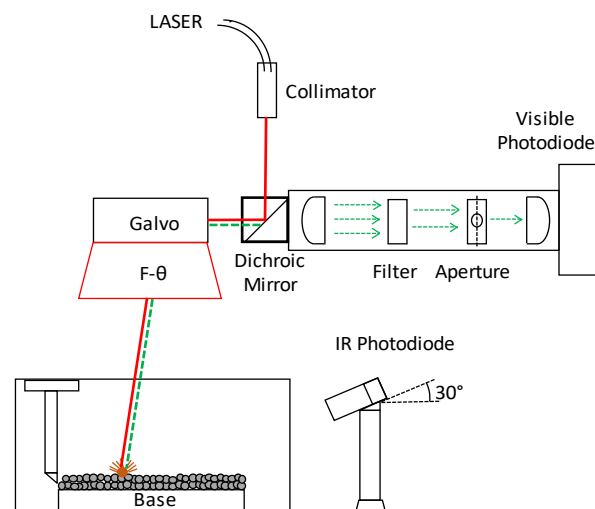 LASER
Collimator
Visible
Photodiode
Galvo
Dichroic
Mirror
Filter
Aperture
F-θ
IR Photodiode
30°
Base